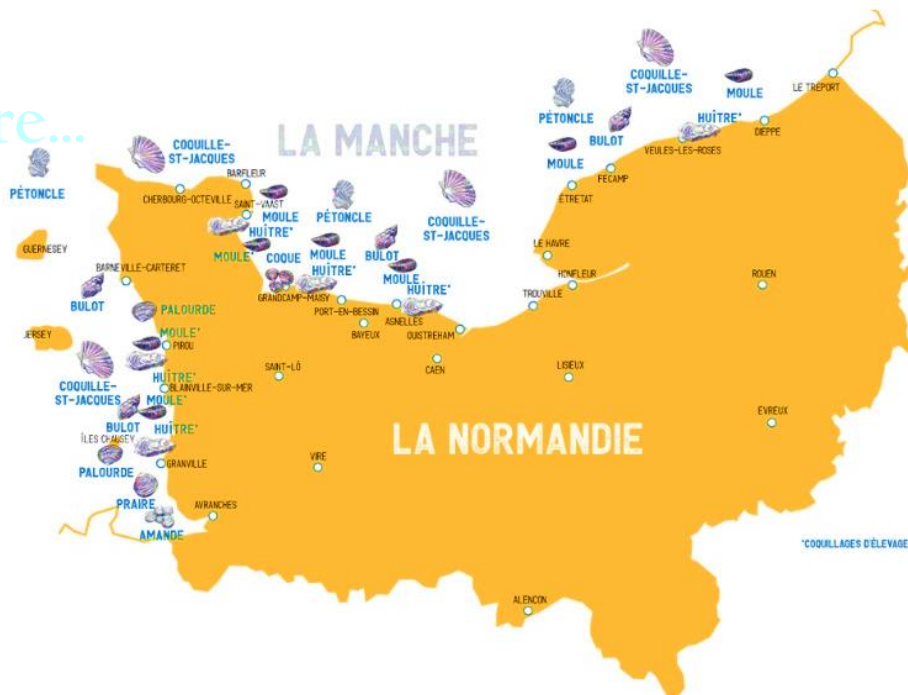 re...
LA MANCHE
COQUILLE-
ST-JACQUES
MOULE
LE TRÉPORT
PÉTONCLE
BULOT
HUÎTRE*
DIEPPE
VEULES-LES-ROSES
MOULE
FECAMP
ÉTRETAT
COQUILLE-
ST-JACQUES
PÉTONCLE
BARFLEUR
CHERBOURG-OCTEVILLE
SAINT-VAAST
MOULE
HUÎTRE*
PÉTONCLE
COQUILLE-
ST-JACQUES
GUERNESEY
MOULE*
COQUE
MOULE
BULOT
LE HAVRE
BARNEVILLE-CARTERET
HUÎTRE*
MOULE
HUÎTRE*
HONFLEUR
ROUEN
GRANDCAMP-MAISY
BULOT
PALOURDE
PORT-EN-BESSIN
ASNELLES
TROUVILLE
BAYEUX
OUISTREHAM
JERSEY
MOULE*
PIROU
CAEN
SAINT-LÔ
LISIEUX
HUÎTRE*
COQUILLE-
ST-JACQUES
BLAINVILLE-SUR-MER
MOULE*
BULOT
HUÎTRE*
ÉVREUX
ÎLES CHAUSEY
LA NORMANDIE
PALOURDE
GRANVILLE
VIRE
PRAIRE
AVRANCHES
AMANDE
*COQUILLAGES D'ÉLEVAGE
ALENCON